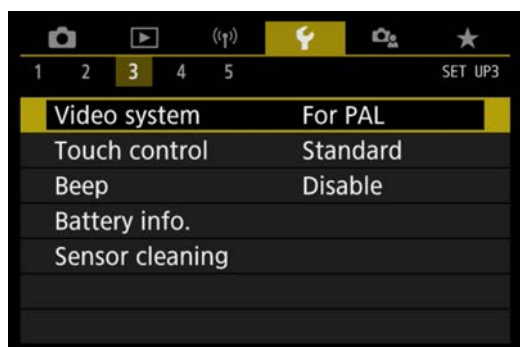 1 2 3 4 5 SET UP3
Video system For PAL
Touch control Standard
Beep Disable
Battery info.
Sensor cleaning